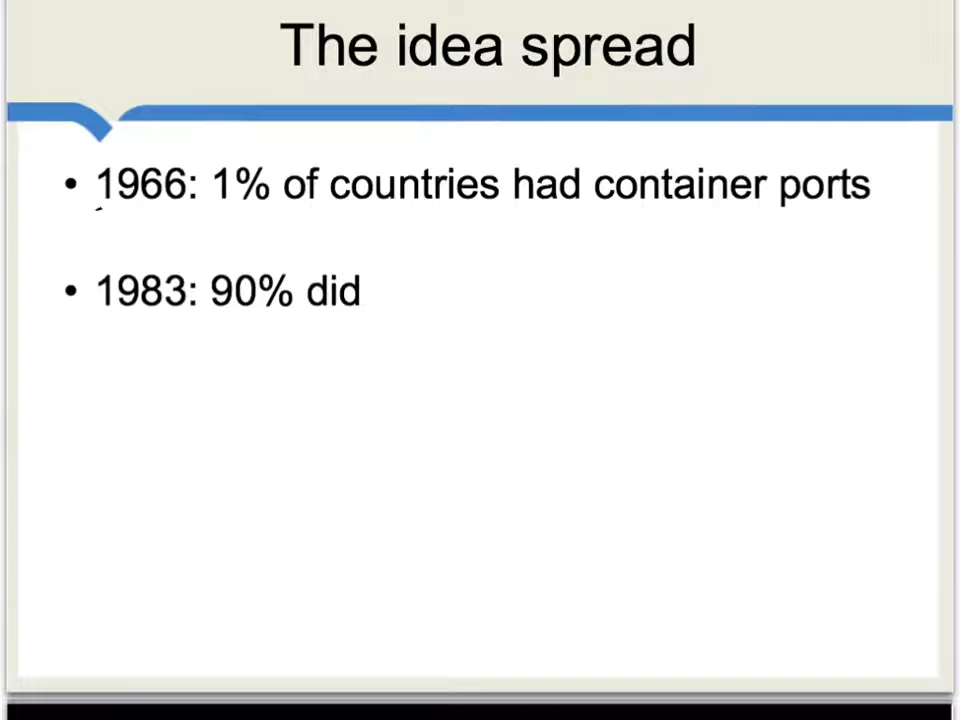 The idea spread
• 1966: 1% of countries had container ports
• 1983: 90% did